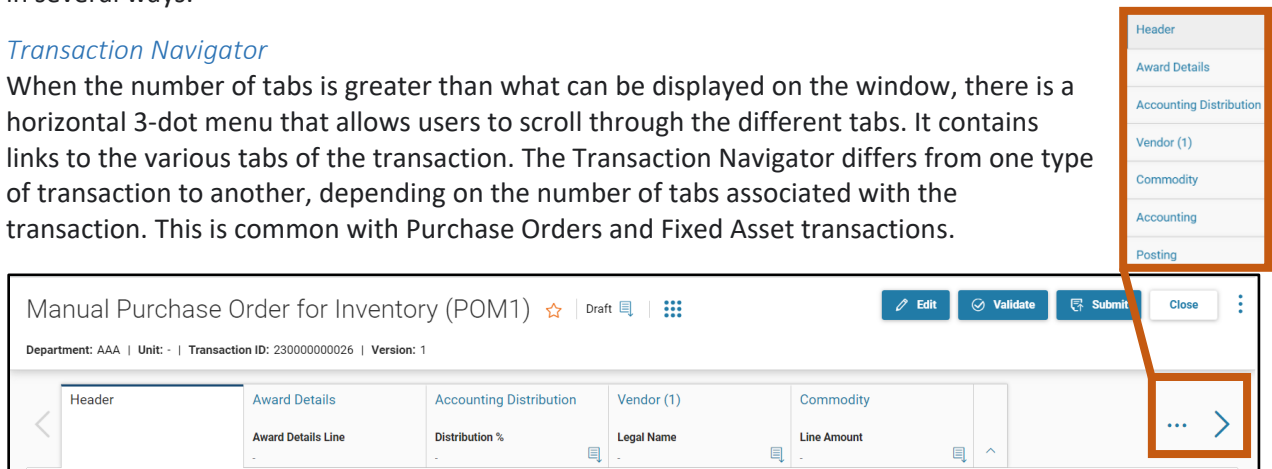 in several ways.
Transaction Navigator
When the number of tabs is greater than what can be displayed on the window, there is a
horizontal 3-dot menu that allows users to scroll through the different tabs. It contains
links to the various tabs of the transaction. The Transaction Navigator differs from one type
of transaction to another, depending on the number of tabs associated with the
transaction. This is common with Purchase Orders and Fixed Asset transactions.
Header
Award Details
Accounting Distribution
Vendor (1)
Commodity
Accounting
Posting
Manual Purchase Order for Inventory (POM1) Draft Edit Validate Submit Close
Department: AAA | Unit: - | Transaction ID: 230000000026 | Version: 1
Header Award Details Accounting Distribution Vendor (1) Commodity
Award Details Line Distribution % Legal Name Line Amount
- - - -
...